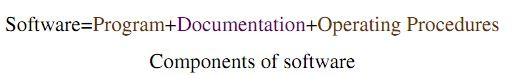 Software=Program+Documentation+Operating Procedures
Components of software